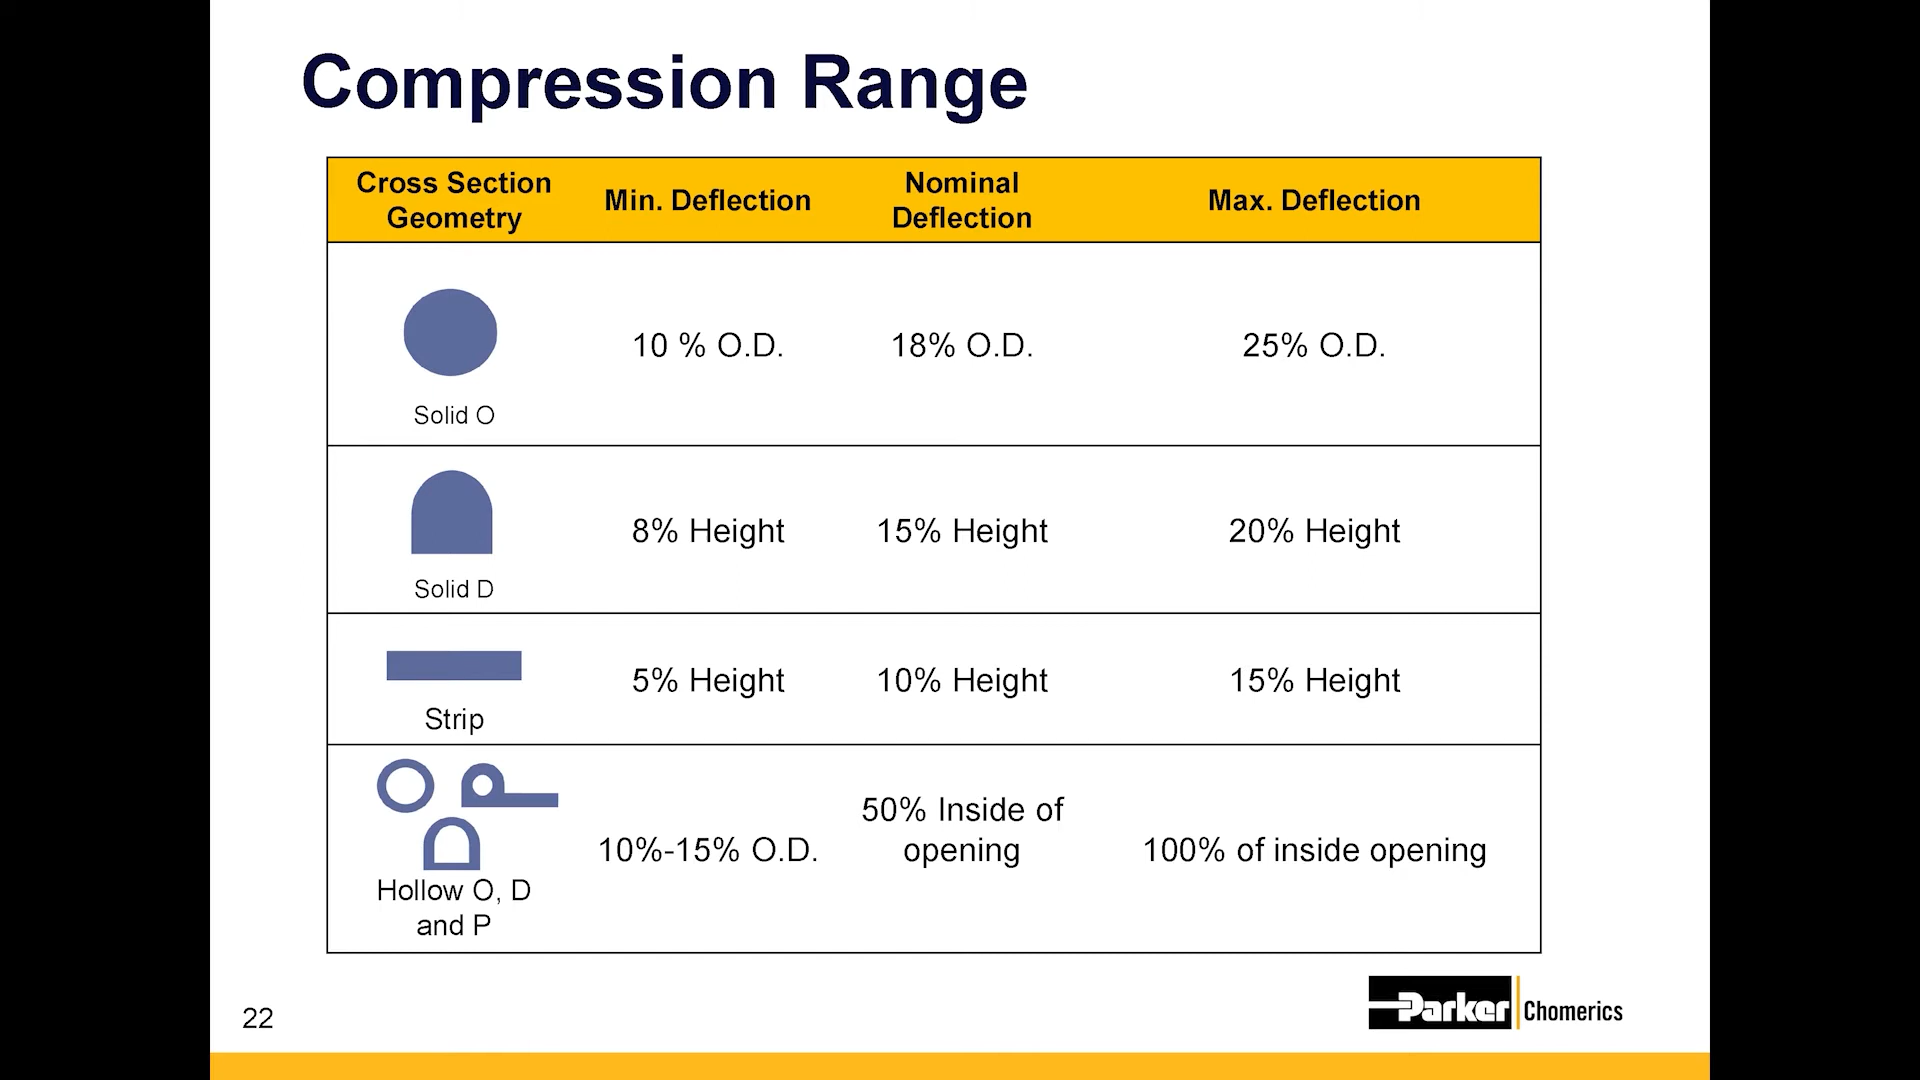 Compression Range
Cross Section
Geometry
Min. Deflection
Nominal
Deflection
Max. Deflection
Solid O
10 % O.D.
18% O.D.
25% O.D.
Solid D
8% Height
15% Height
20% Height
Strip
5% Height
10% Height
15% Height
Hollow O, D
and P
10%-15% O.D.
50% Inside of
opening
100% of inside opening
22
Parker
Chomerics